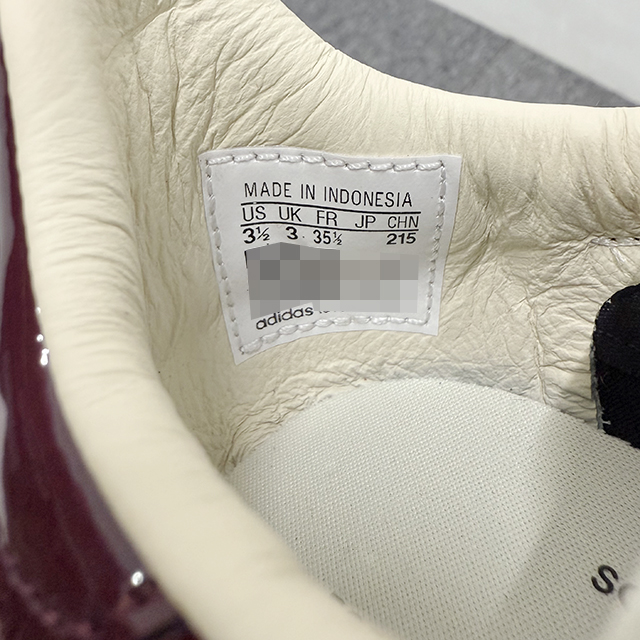 MADE IN INDONESIA
US UK FR JP CHN
3½ 3 35½ 215
adidas